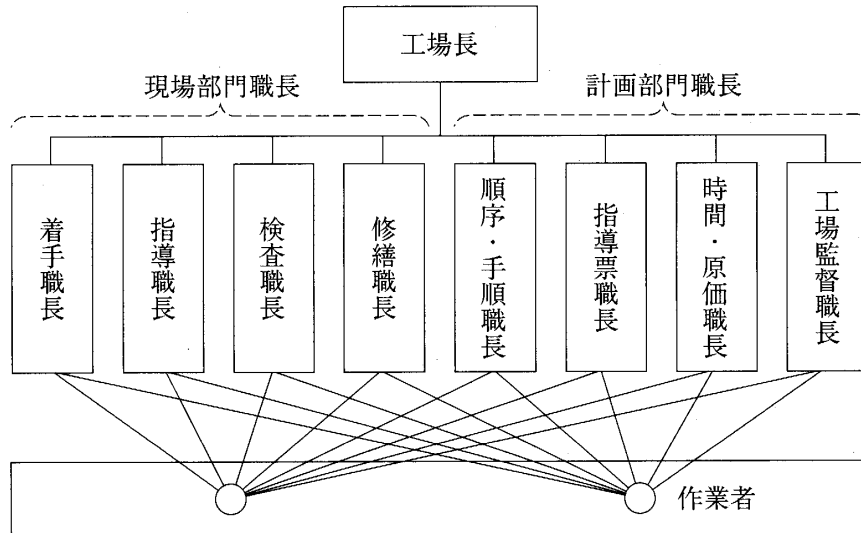 工場長
現場部門職長
計画部門職長
着手職長
指導職長
検査職長
修繕職長
順序・手順職長
指導票職長
時間・原価職長
工場監督職長
作業者